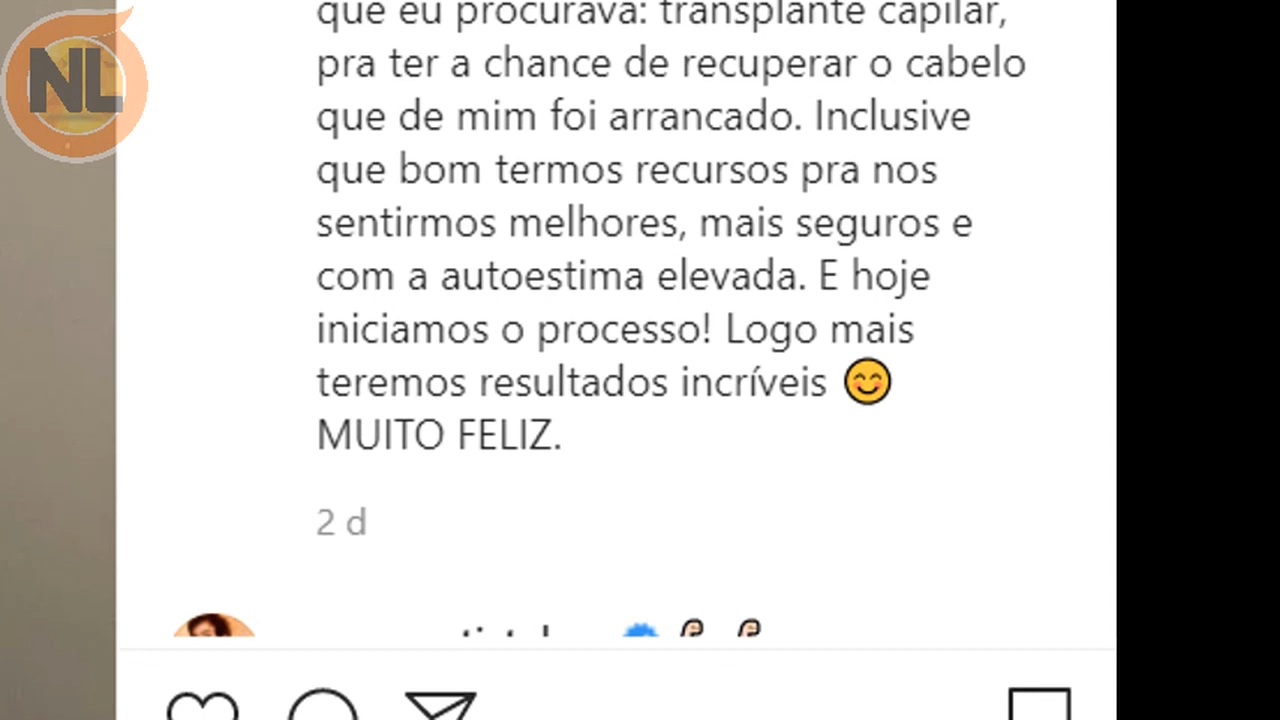 NL
que eu procurava: transplante capilar,
pra ter a chance de recuperar o cabelo
que de mim foi arrancado. Inclusive
que bom termos recursos pra nos
sentirmos melhores, mais seguros e
com a autoestima elevada. E hoje
iniciamos o processo! Logo mais
teremos resultados incríveis 😊
MUITO FELIZ.
2 d